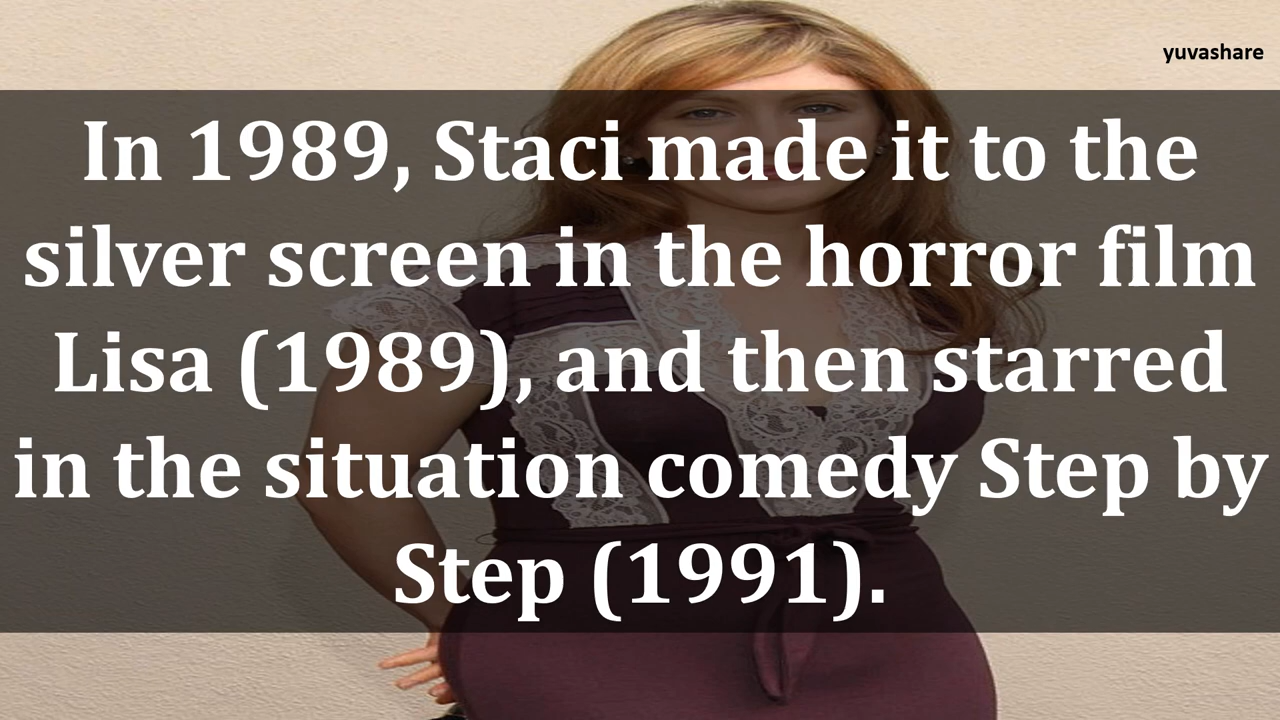 yuvashare
In 1989, Staci made it to the
silver screen in the horror film
Lisa (1989), and then starred
in the situation comedy Step by
Step (1991).